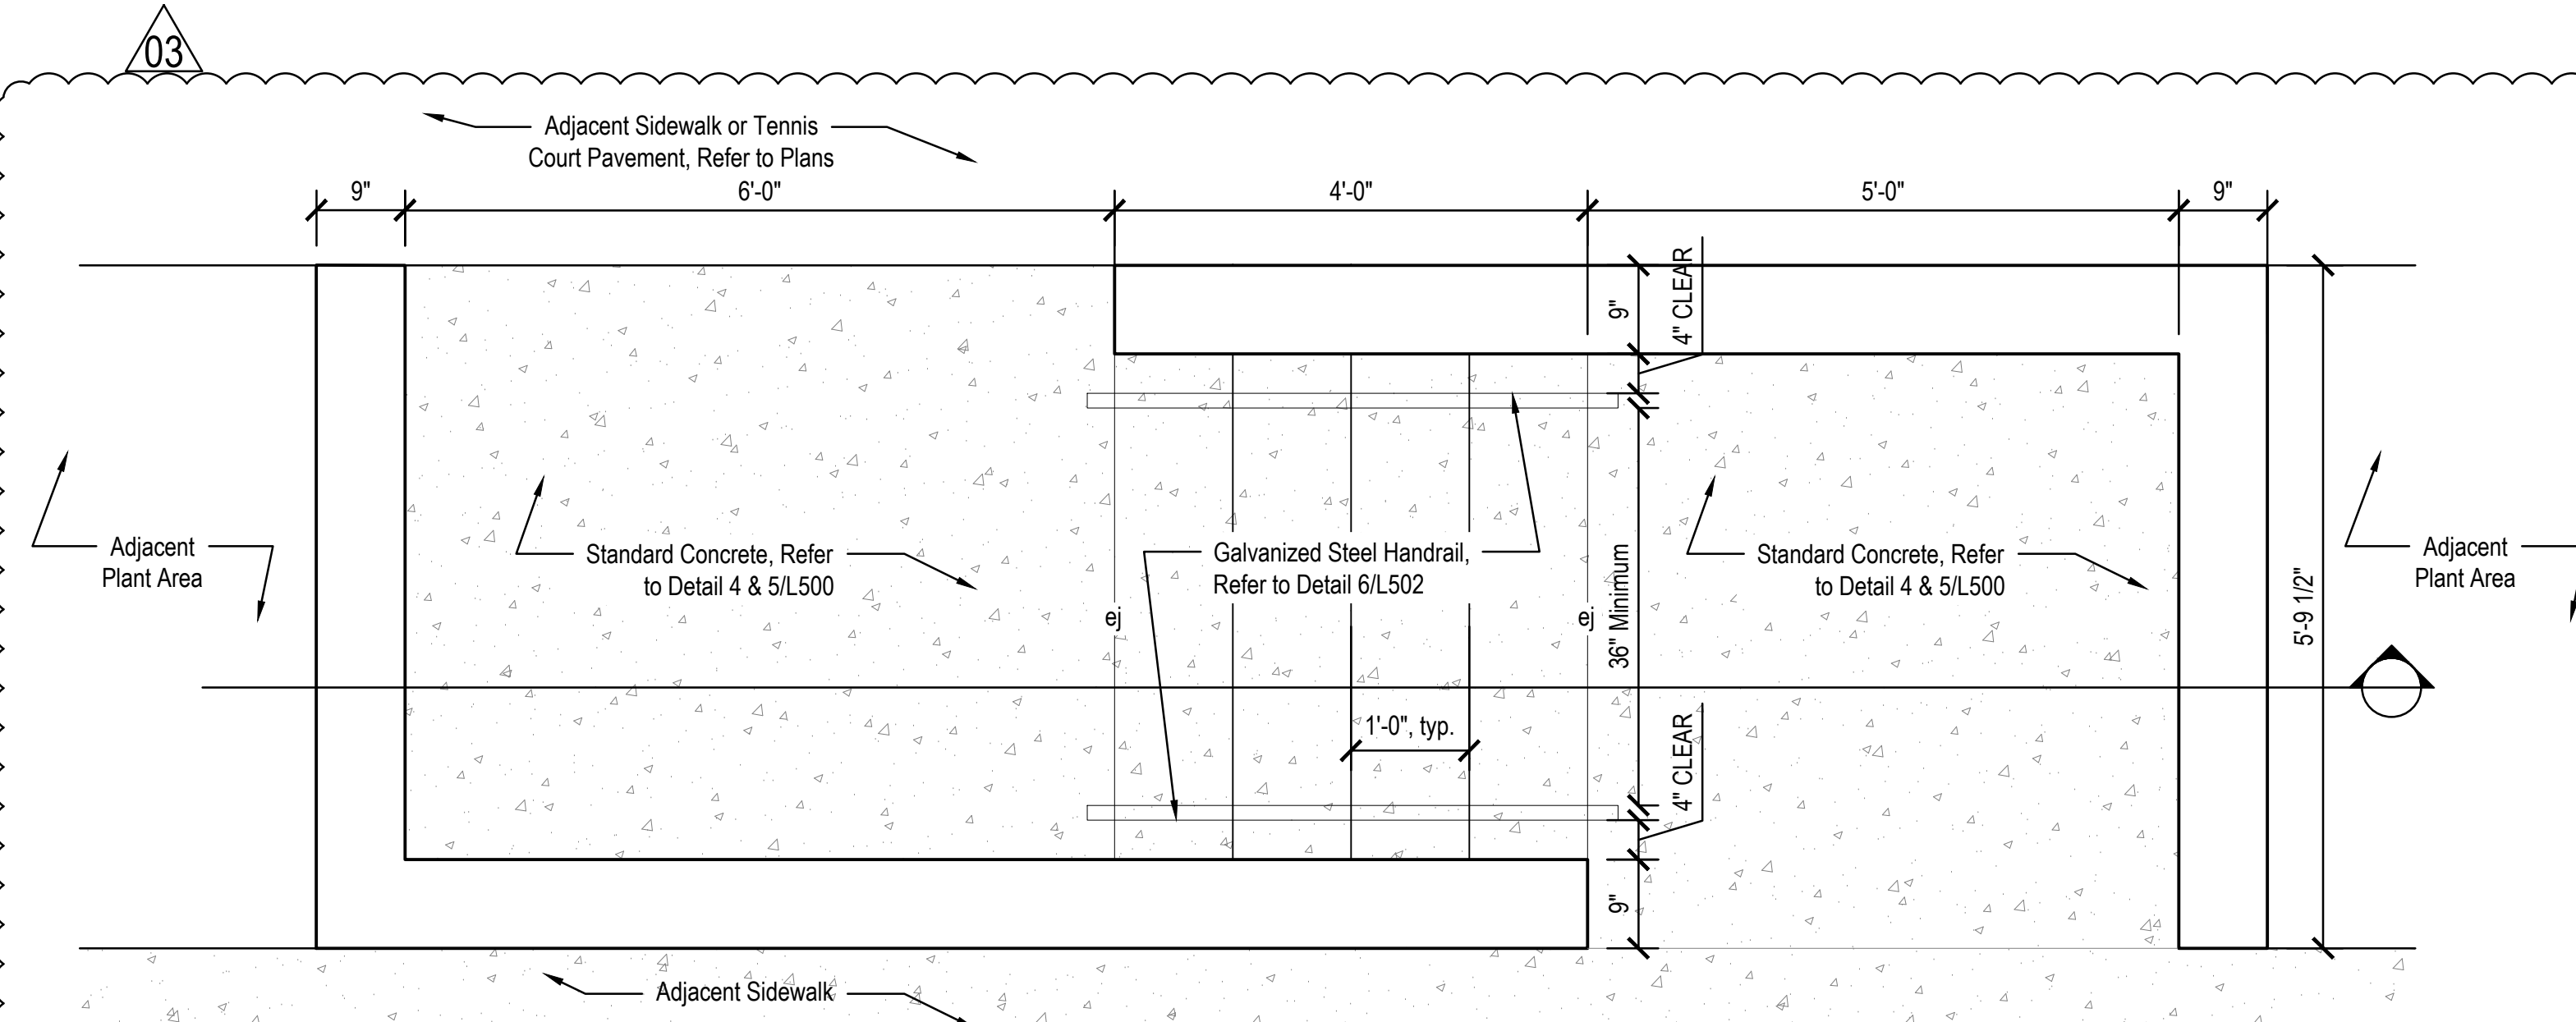 03
Adjacent Sidewalk or Tennis
Court Pavement, Refer to Plans
9"
6'-0"
4'-0"
5'-0"
9"
9"
4" CLEAR
Adjacent
Plant Area
Standard Concrete, Refer
to Detail 4 & 5/L500
Galvanized Steel Handrail,
Refer to Detail 6/L502
Standard Concrete, Refer
to Detail 4 & 5/L500
Adjacent
Plant Area
ej
ej
36" Minimum
5'-9 1/2"
1'-0", typ.
4" CLEAR
9"
Adjacent Sidewalk